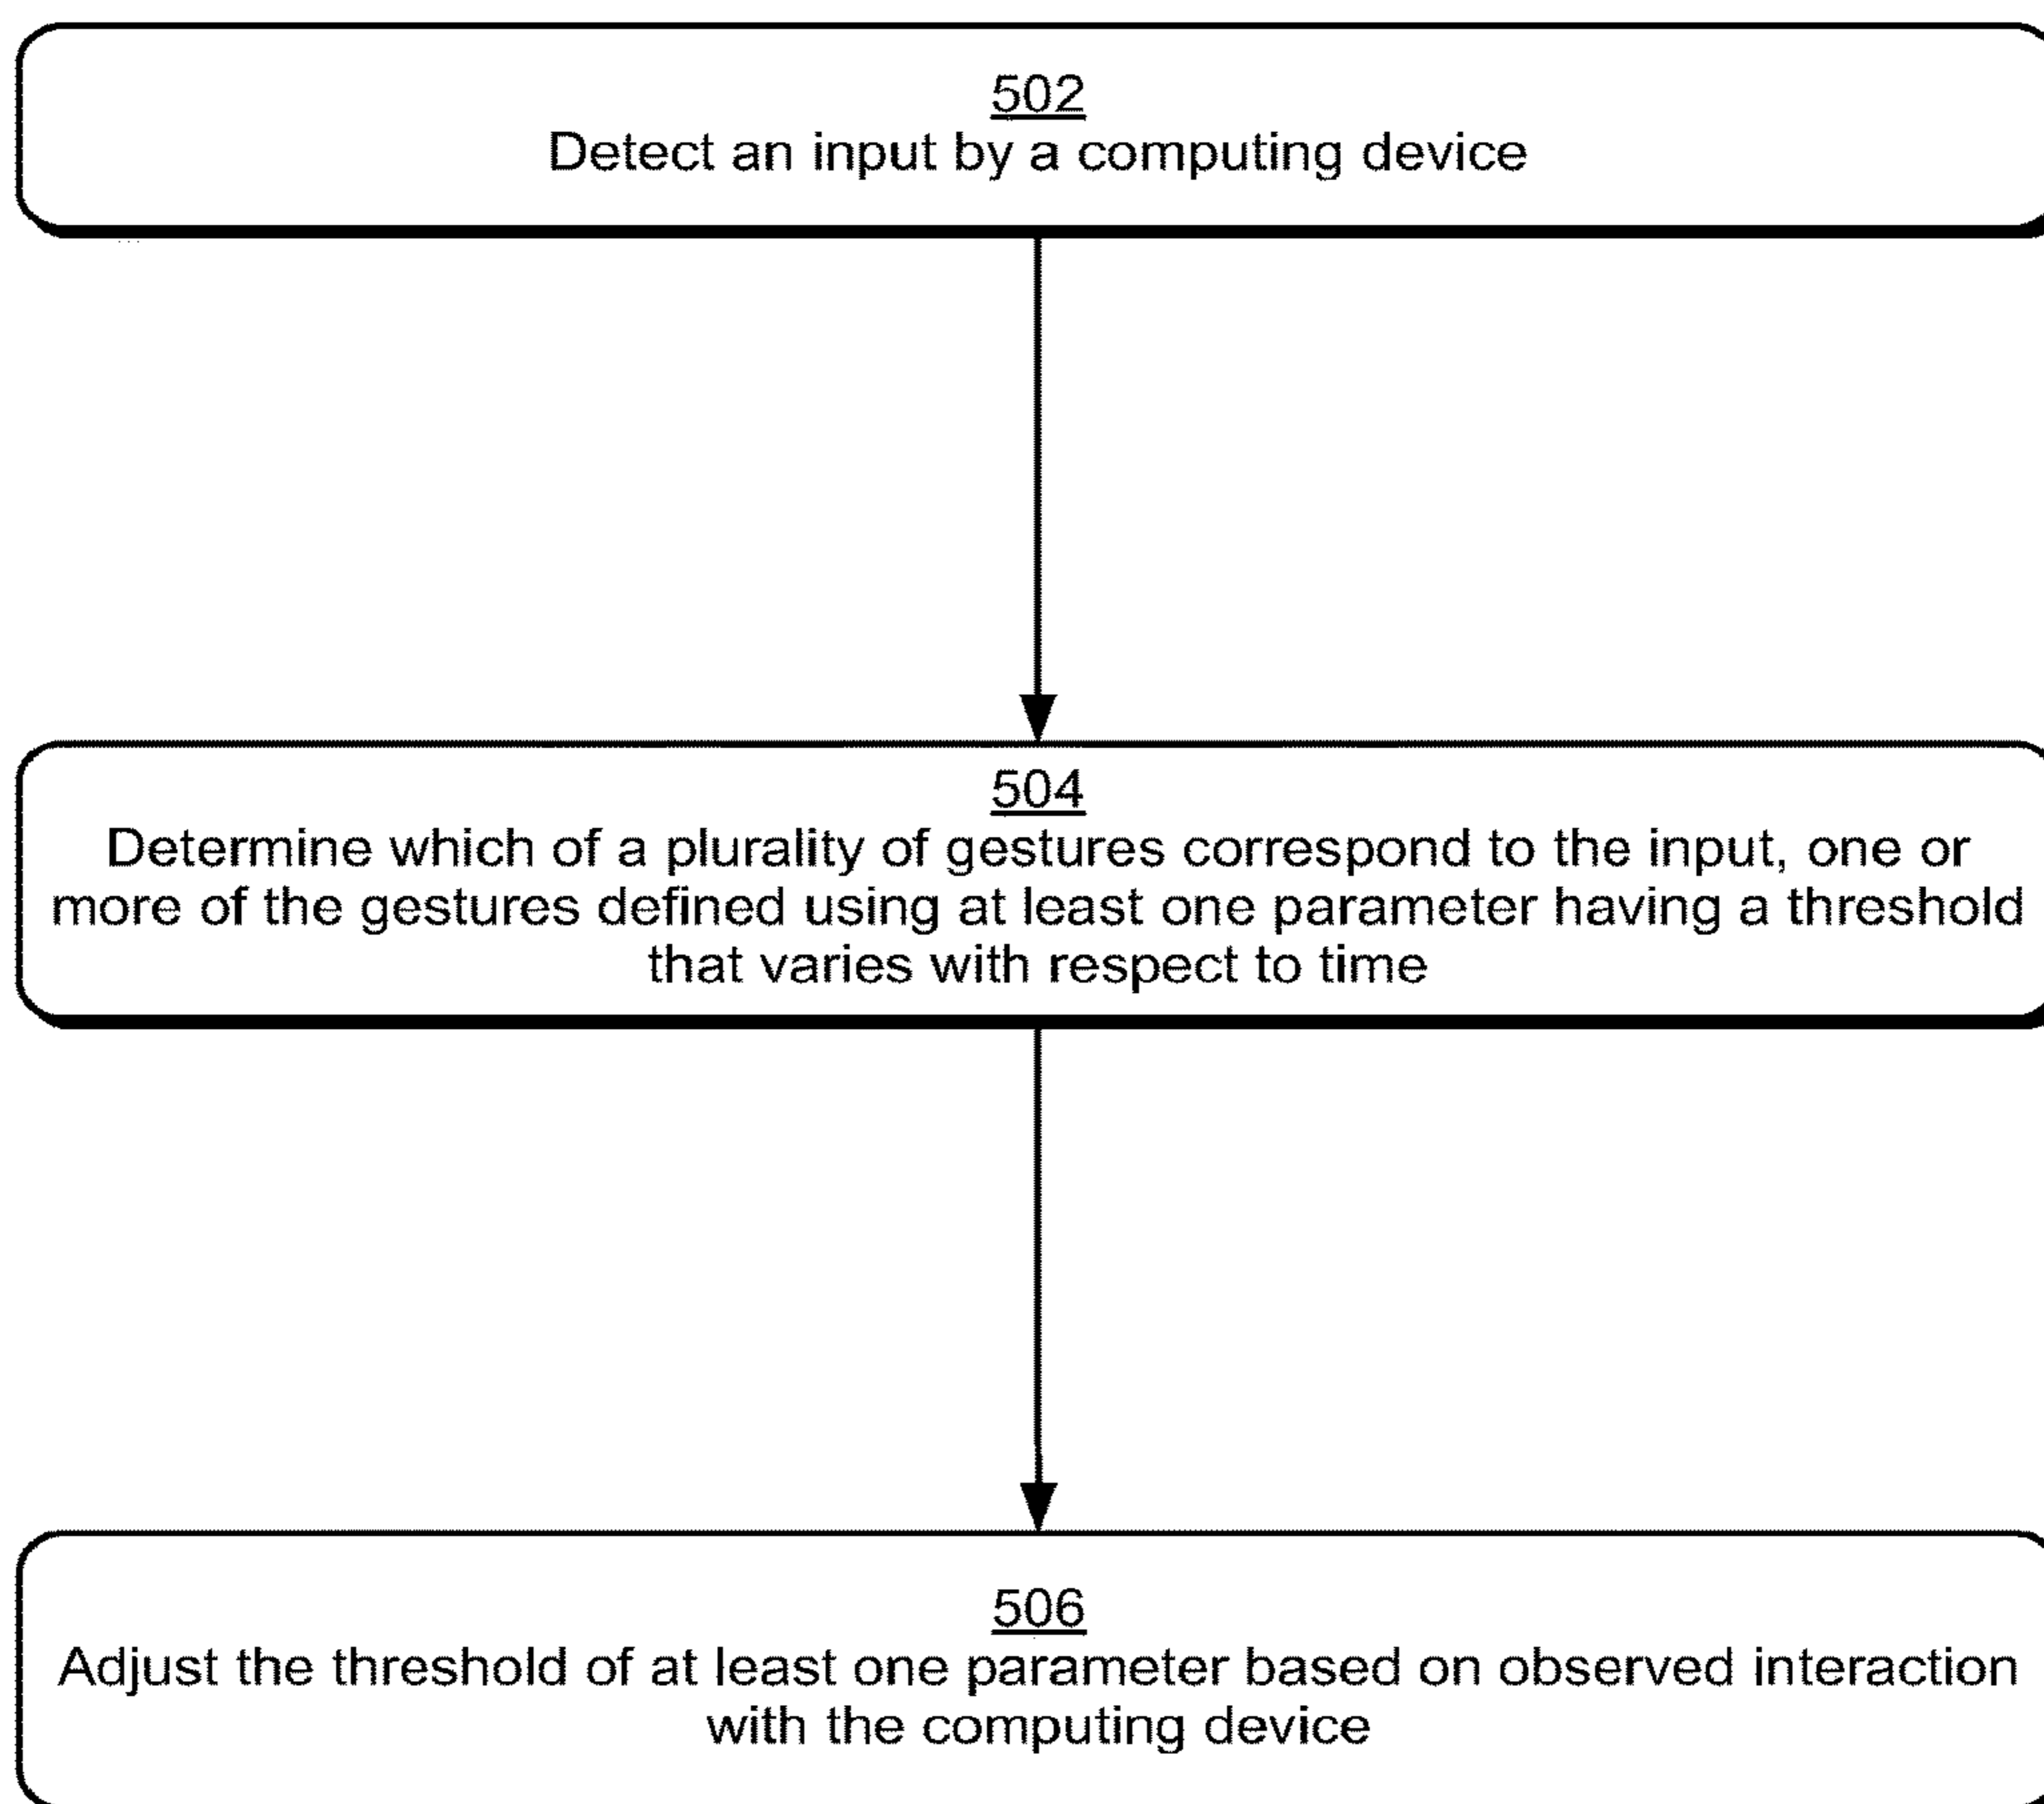 502
Detect an input by a computing device
504
Determine which of a plurality of gestures correspond to the input, one or
more of the gestures defined using at least one parameter having a threshold
that varies with respect to time
506
Adjust the threshold of at least one parameter based on observed interaction
with the computing device